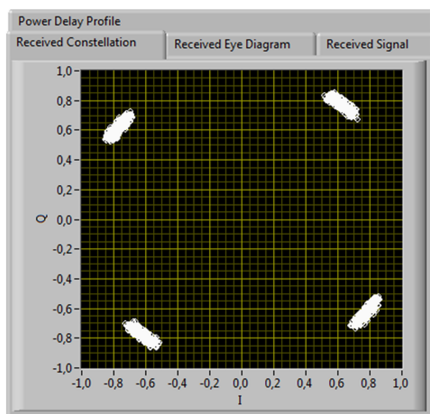 Power Delay Profile
Received Constellation
Received Eye Diagram
Received Signal
1,0
0,8
0,6
0,4
0,2
0,0
-0,2
-0,4
-0,6
-0,8
-1,0
Q
-1,0 -0,8 -0,6 -0,4 -0,2 0,0 0,2 0,4 0,6 0,8 1,0
I